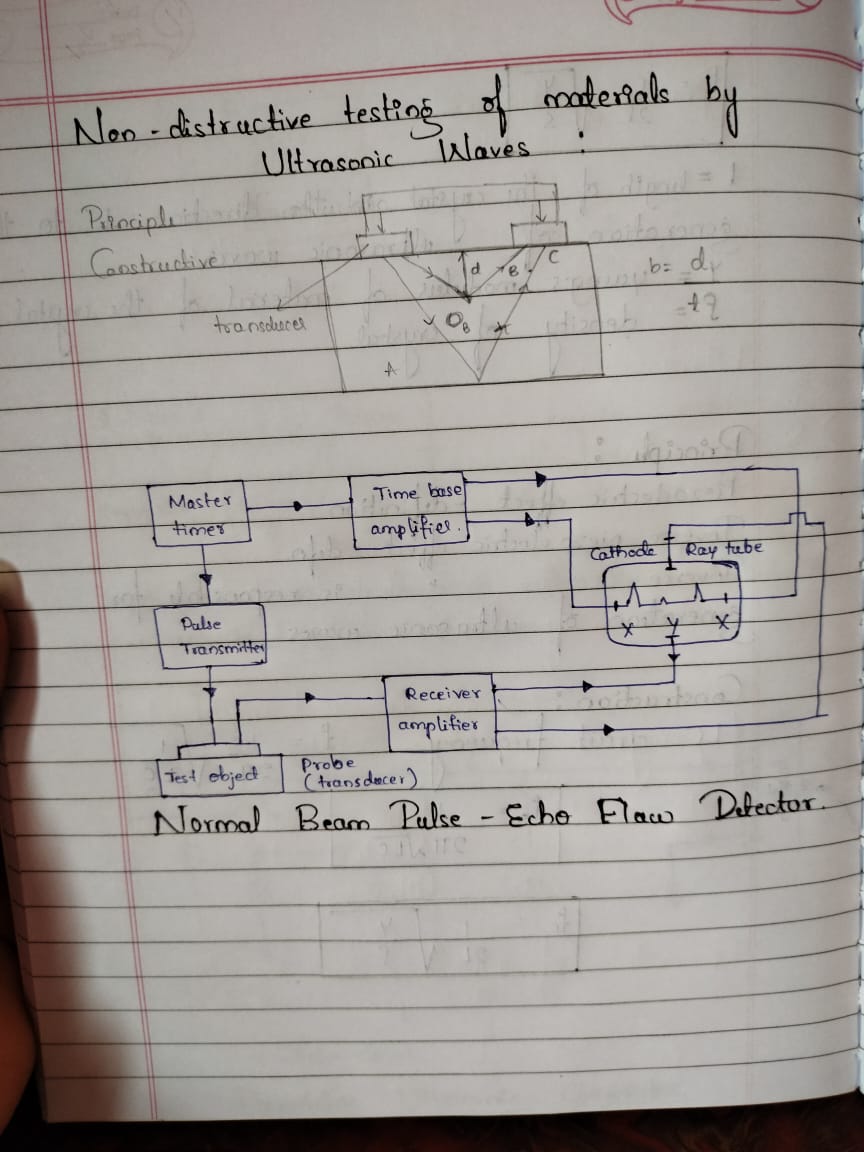 Non-distructive testing of materials by
Ultrasonic Waves :
Principle
Constructive
transducer
d
B
C
O B
A
b = d
Master
timer
Time base
amplifier.
Cathode Ray tube
X Y X
Pulse
Transmitter
Receiver
amplifier
Test object
Probe
(transducer)
Normal Beam Pulse - Echo Flaw Detector.